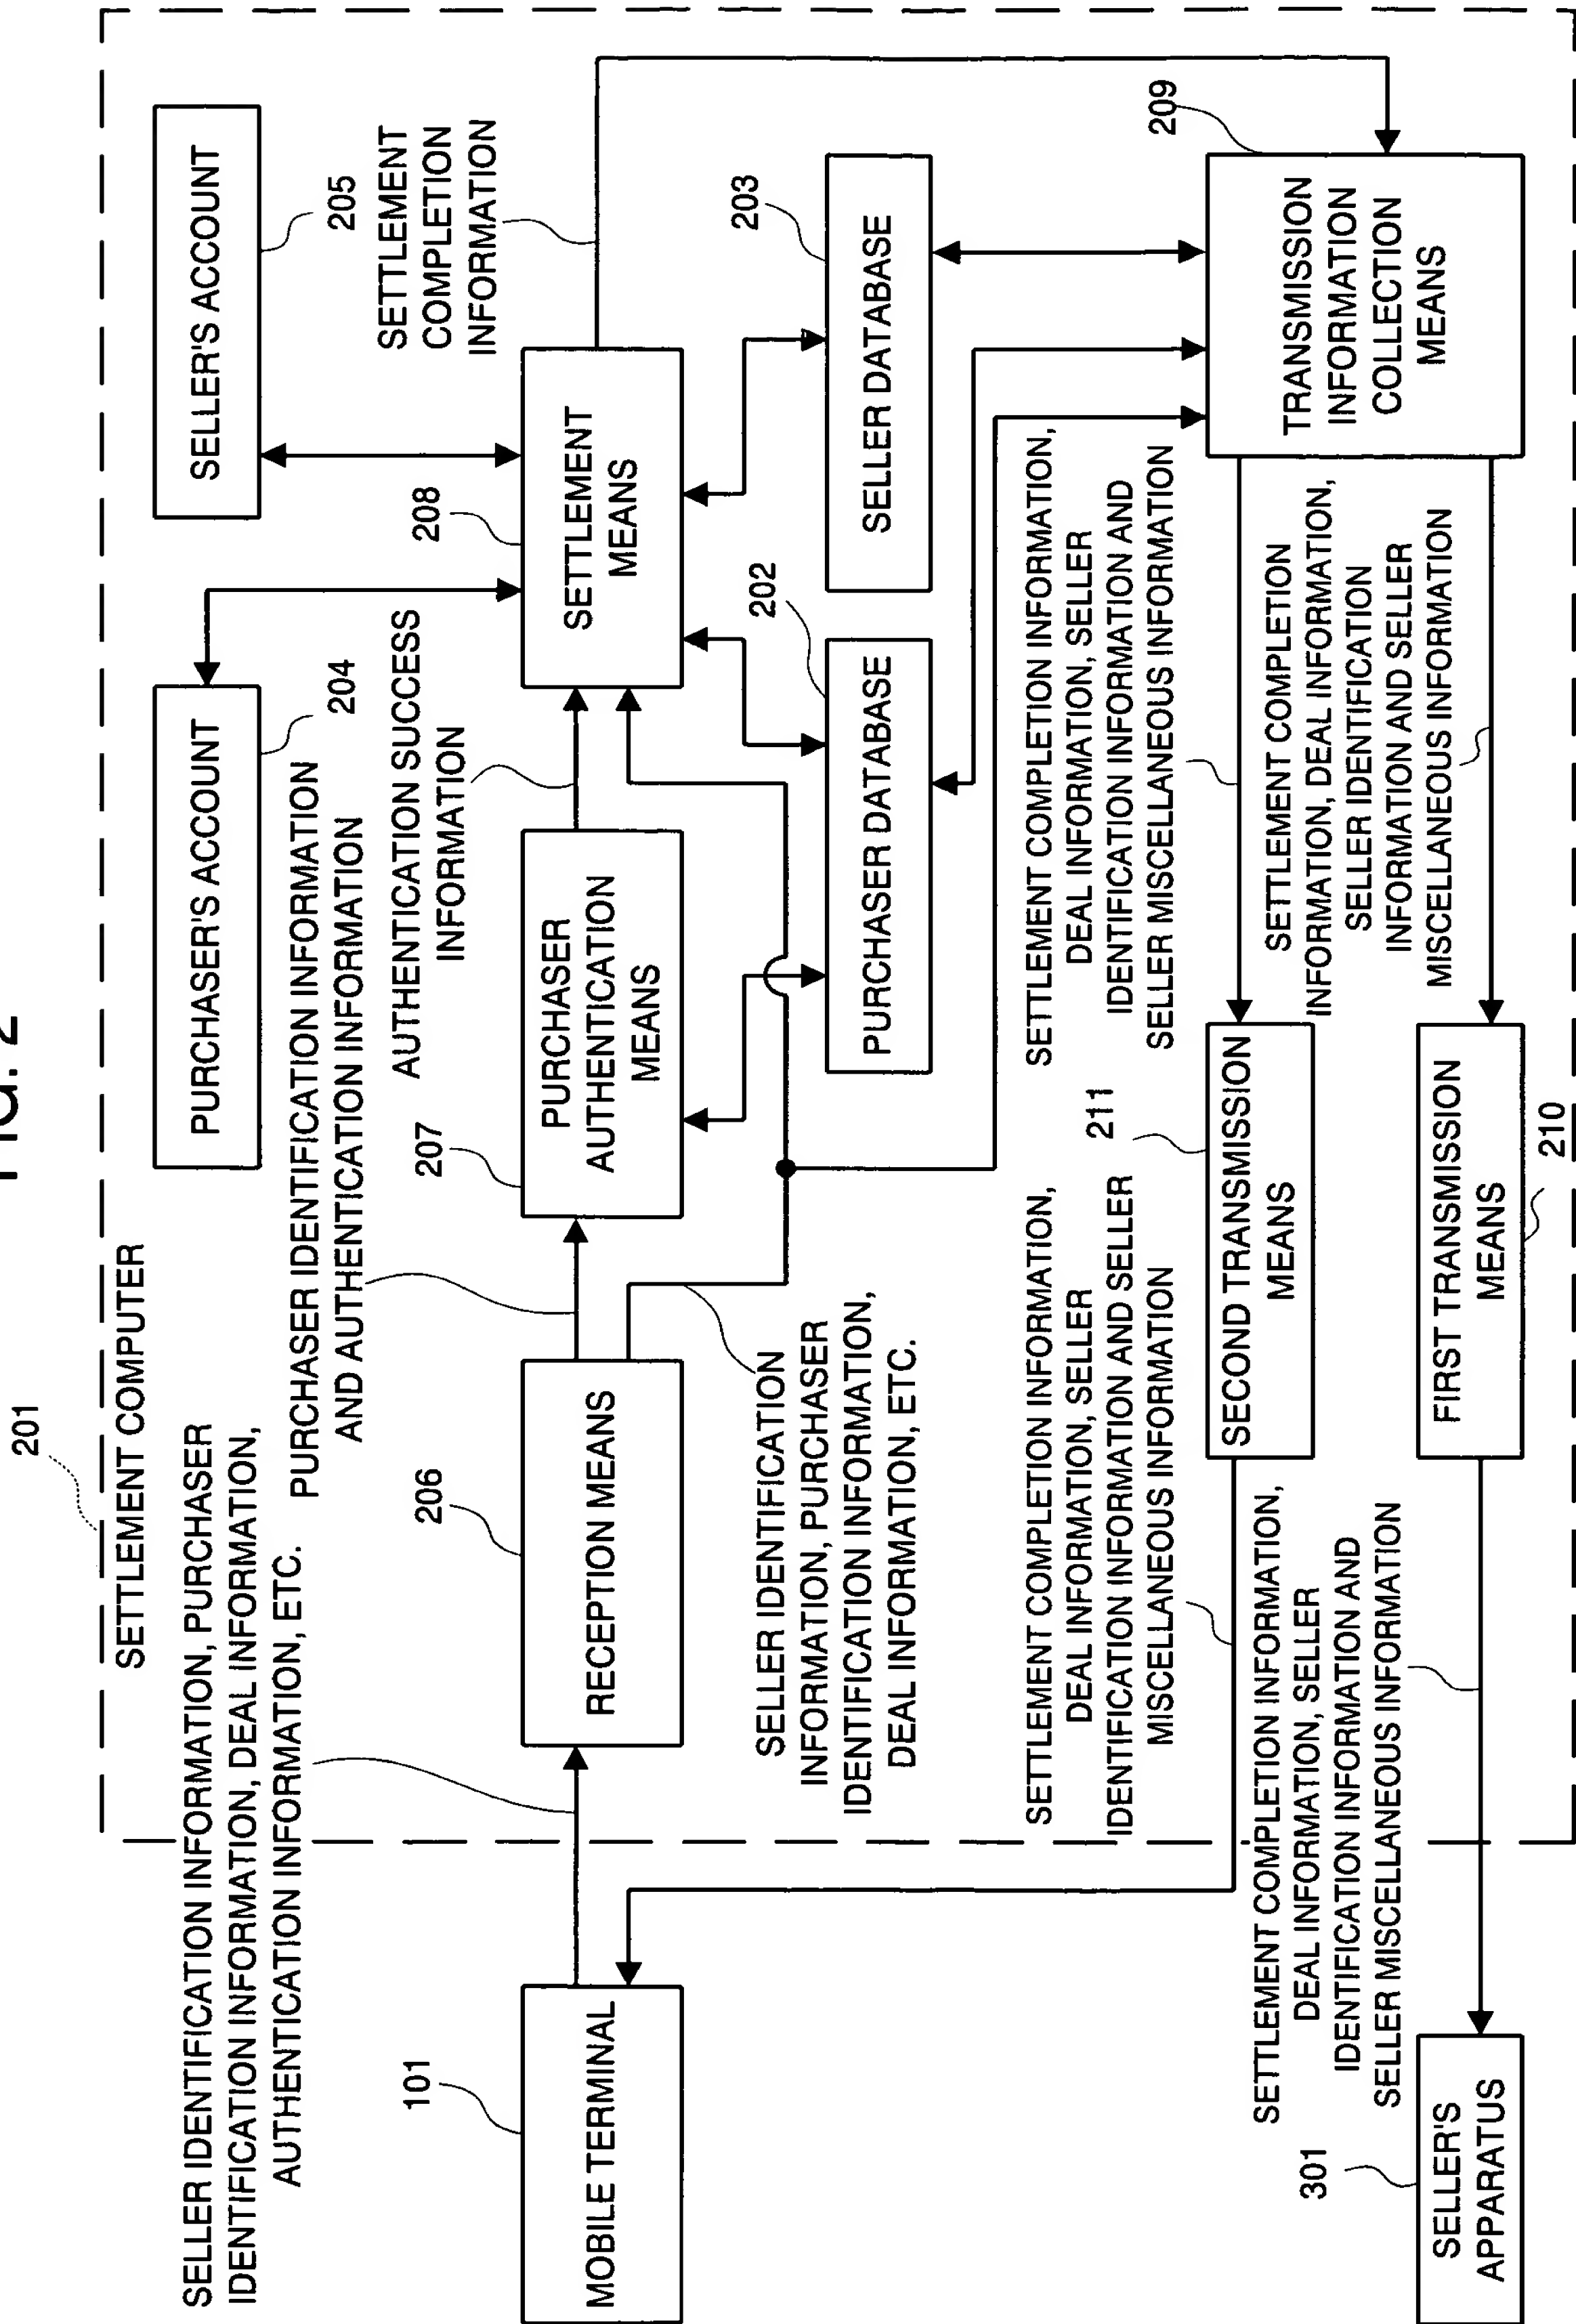 FIG. 2
201
SETTLEMENT COMPUTER
SELLER IDENTIFICATION INFORMATION, PURCHASER
IDENTIFICATION INFORMATION, DEAL INFORMATION,
AUTHENTICATION INFORMATION, ETC.
PURCHASER IDENTIFICATION INFORMATION
AND AUTHENTICATION INFORMATION
PURCHASER'S ACCOUNT
204
SELLER'S ACCOUNT
205
AUTHENTICATION SUCCESS
INFORMATION
SETTLEMENT
COMPLETION
INFORMATION
101
MOBILE TERMINAL
206
RECEPTION MEANS
207
PURCHASER
AUTHENTICATION
MEANS
208
SETTLEMENT
MEANS
SELLER IDENTIFICATION
INFORMATION, PURCHASER
IDENTIFICATION INFORMATION,
DEAL INFORMATION, ETC.
202
PURCHASER DATABASE
203
SELLER DATABASE
SETTLEMENT COMPLETION INFORMATION,
DEAL INFORMATION, SELLER
IDENTIFICATION INFORMATION AND SELLER
MISCELLANEOUS INFORMATION
211
SECOND TRANSMISSION
MEANS
SETTLEMENT COMPLETION INFORMATION,
DEAL INFORMATION, SELLER
IDENTIFICATION INFORMATION AND
SELLER MISCELLANEOUS INFORMATION
209
TRANSMISSION
INFORMATION
COLLECTION
MEANS
301
SELLER'S
APPARATUS
SETTLEMENT COMPLETION INFORMATION,
DEAL INFORMATION, SELLER
IDENTIFICATION INFORMATION AND
SELLER MISCELLANEOUS INFORMATION
FIRST TRANSMISSION
MEANS
210
SETTLEMENT COMPLETION
INFORMATION, DEAL INFORMATION,
SELLER IDENTIFICATION
INFORMATION AND SELLER
MISCELLANEOUS INFORMATION